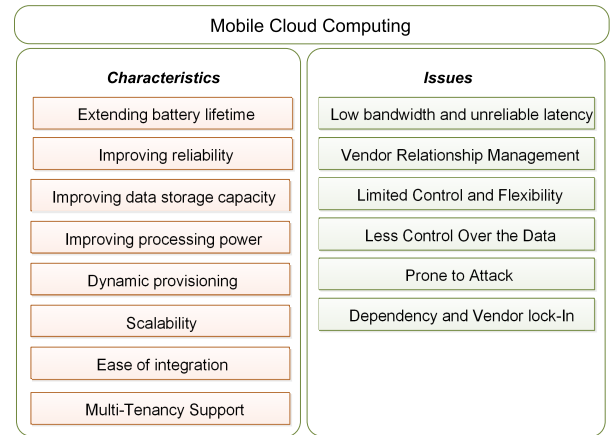 Mobile Cloud Computing
Characteristics
Extending battery lifetime
Improving reliability
Improving data storage capacity
Improving processing power
Dynamic provisioning
Scalability
Ease of integration
Multi-Tenancy Support
Issues
Low bandwidth and unreliable latency
Vendor Relationship Management
Limited Control and Flexibility
Less Control Over the Data
Prone to Attack
Dependency and Vendor lock-In